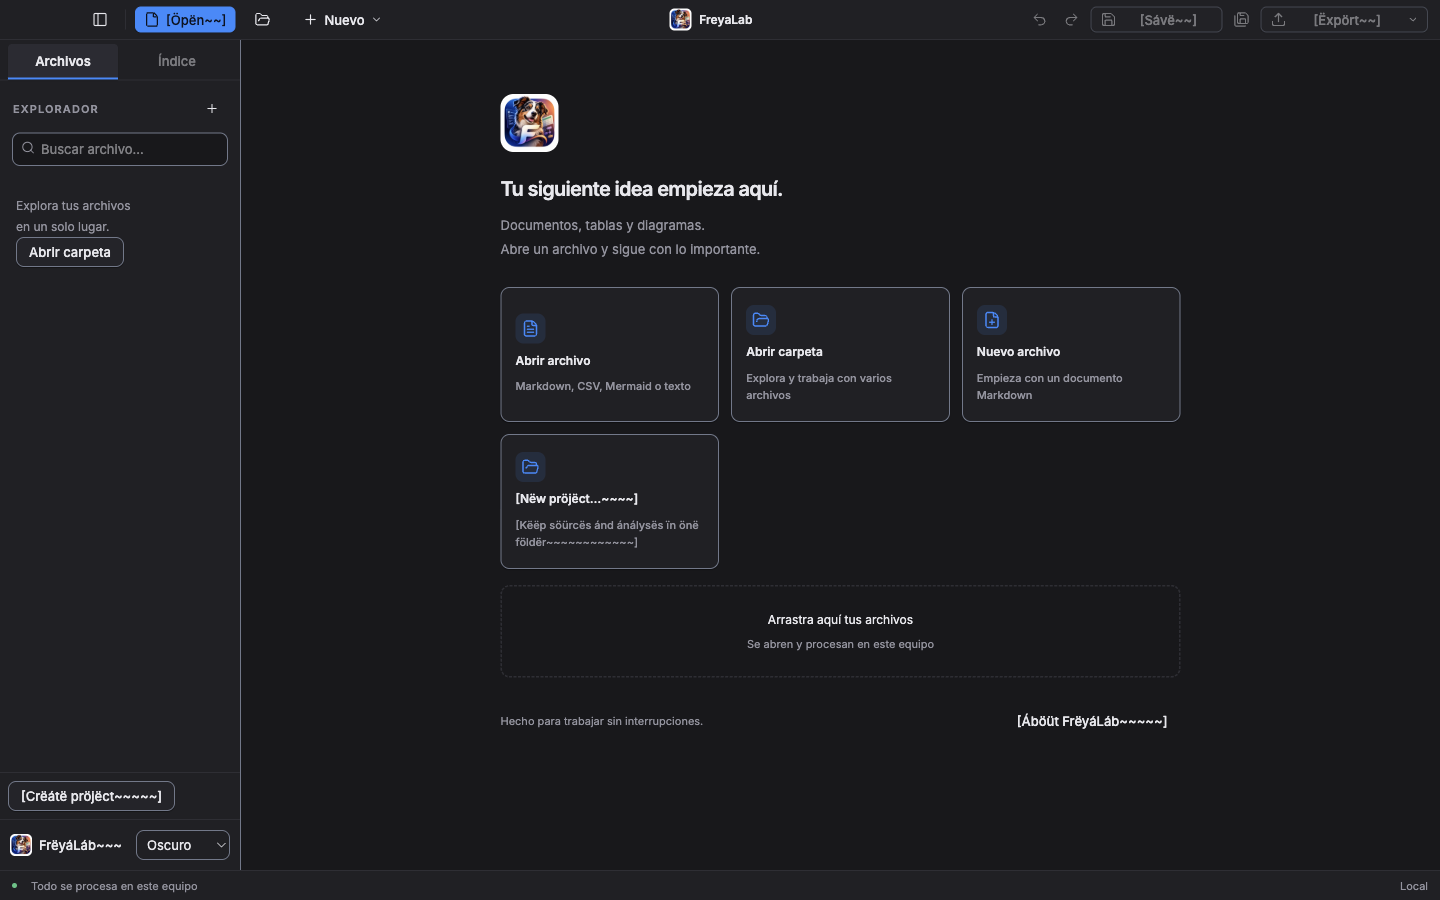 [Öpën~~]
Nuevo
FreyaLab
[Sávë~~]
[Ëxpört~~]
Archivos
Índice
EXPLORADOR
Buscar archivo...
Explora tus archivos
en un solo lugar.
Abrir carpeta
Tu siguiente idea empieza aquí.
Documentos, tablas y diagramas.
Abre un archivo y sigue con lo importante.
Abrir archivo
Markdown, CSV, Mermaid o texto
Abrir carpeta
Explora y trabaja con varios
archivos
Nuevo archivo
Empieza con un documento
Markdown
[Nëw pröjëct...~~~~]
[Këëp söürcës ánd ánálysës ïn önë
földër~~~~~~~~~~~~]
Arrastra aquí tus archivos
Se abren y procesan en este equipo
Hecho para trabajar sin interrupciones.
[Áböüt FrëyáLáb~~~~~]
[Crëátë pröjëct~~~~~]
FrëyáLáb~~~
Oscuro
Todo se procesa en este equipo
Local